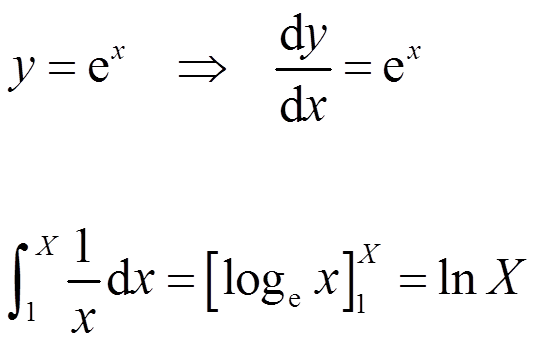 y = e^x ⇒ dy/dx = e^x
∫_1^X 1/x dx = [log_e x]_1^X = ln X